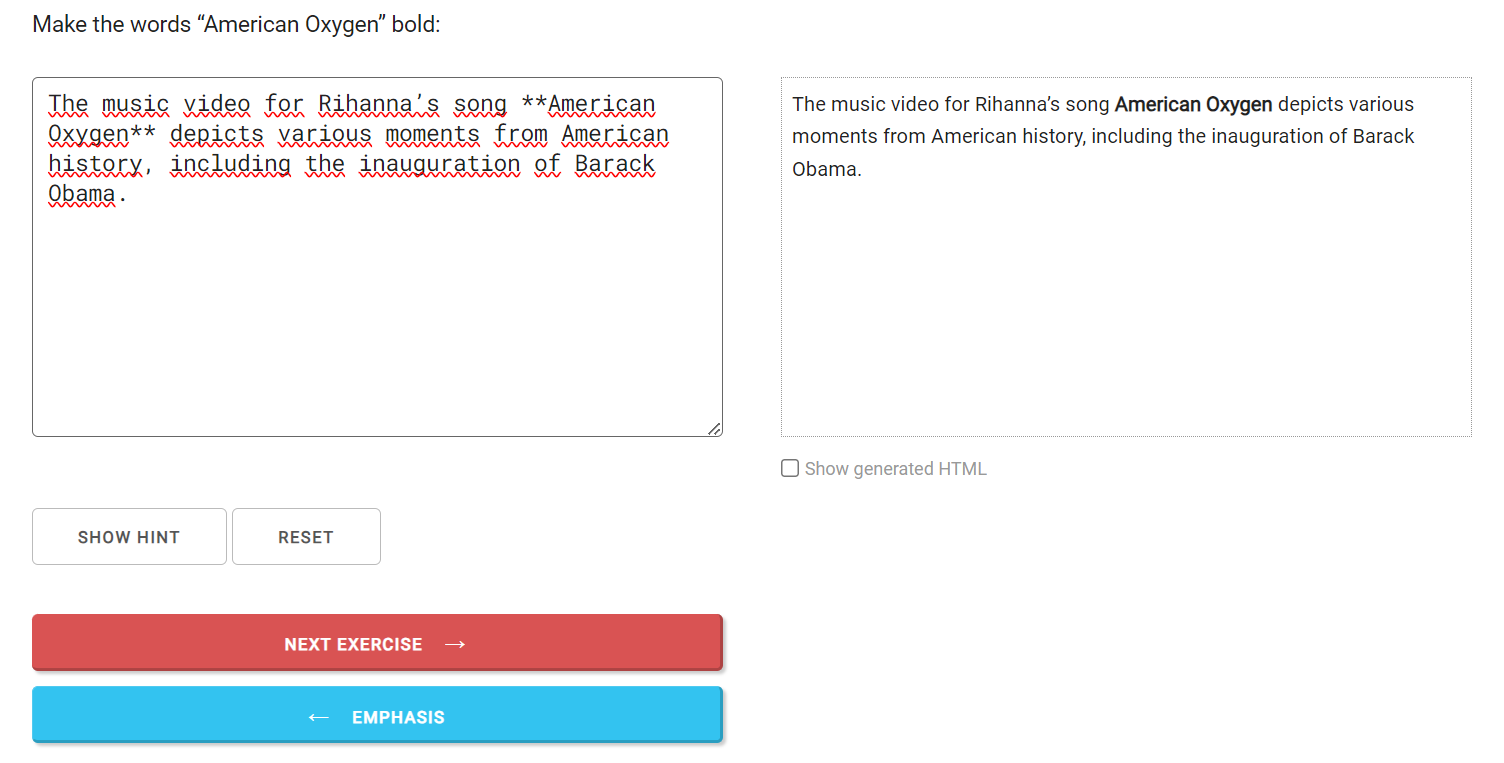 Make the words “American Oxygen” bold:
The music video for Rihanna’s song **American
Oxygen** depicts various moments from American
history, including the inauguration of Barack
Obama.
The music video for Rihanna’s song American Oxygen depicts various
moments from American history, including the inauguration of Barack
Obama.
Show generated HTML
SHOW HINT
RESET
NEXT EXERCISE →
← EMPHASIS